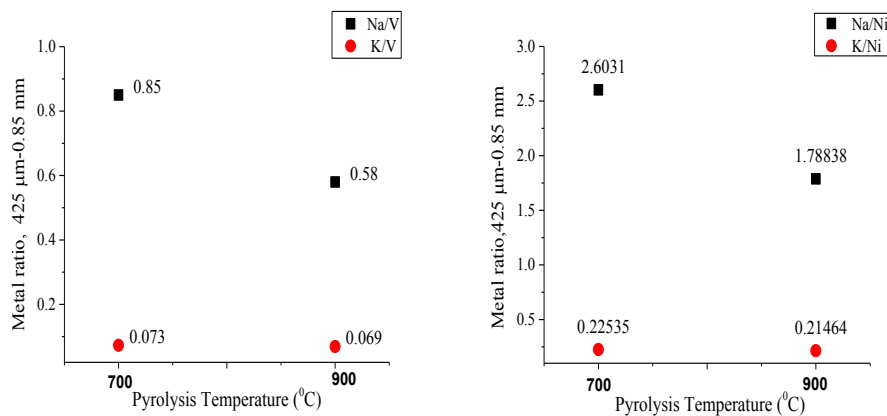 Na/V
K/V
Metal ratio, 425 μm-0.85 mm
1.0
0.8
0.6
0.4
0.2
0.85
0.58
0.073
0.069
700
900
Pyrolysis Temperature (⁰C)
Na/Ni
K/Ni
Metal ratio,425 μm-0.85 mm
3.0
2.5
2.0
1.5
1.0
0.5
2.6031
1.78838
0.22535
0.21464
700
900
Pyrolysis Temperature (⁰C)